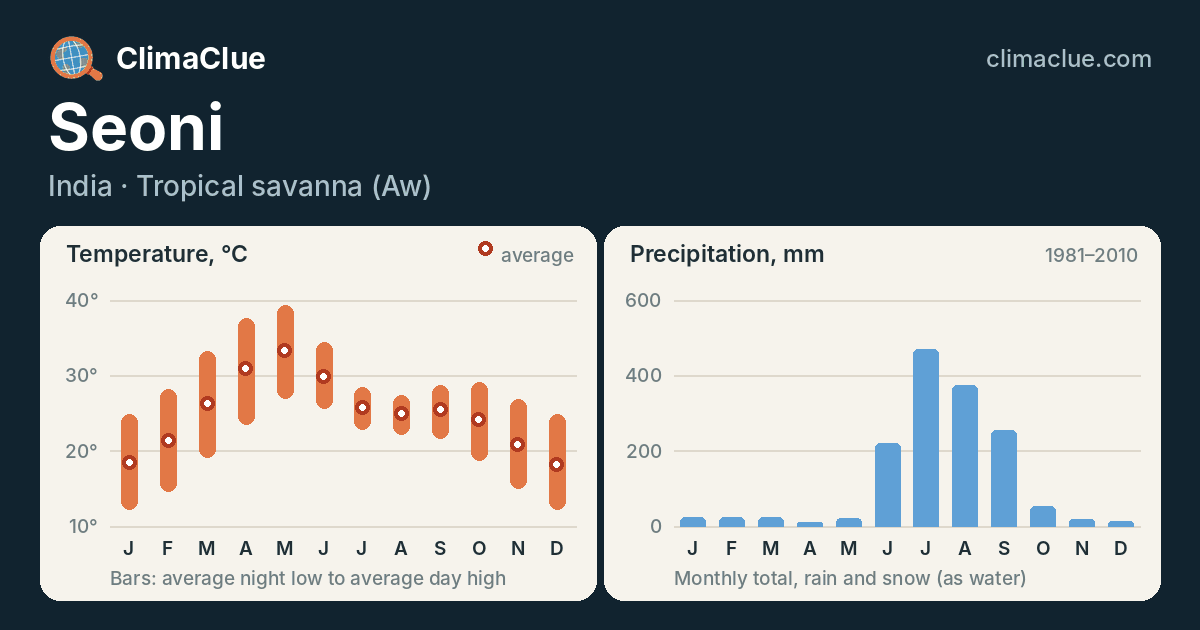 ClimaClue
climaclue.com
Seoni
India · Tropical savanna (Aw)
Temperature, °C
average
40°
30°
20°
10°
J F M A M J J A S O N D
Bars: average night low to average day high
Precipitation, mm
1981–2010
600
400
200
0
J F M A M J J A S O N D
Monthly total, rain and snow (as water)